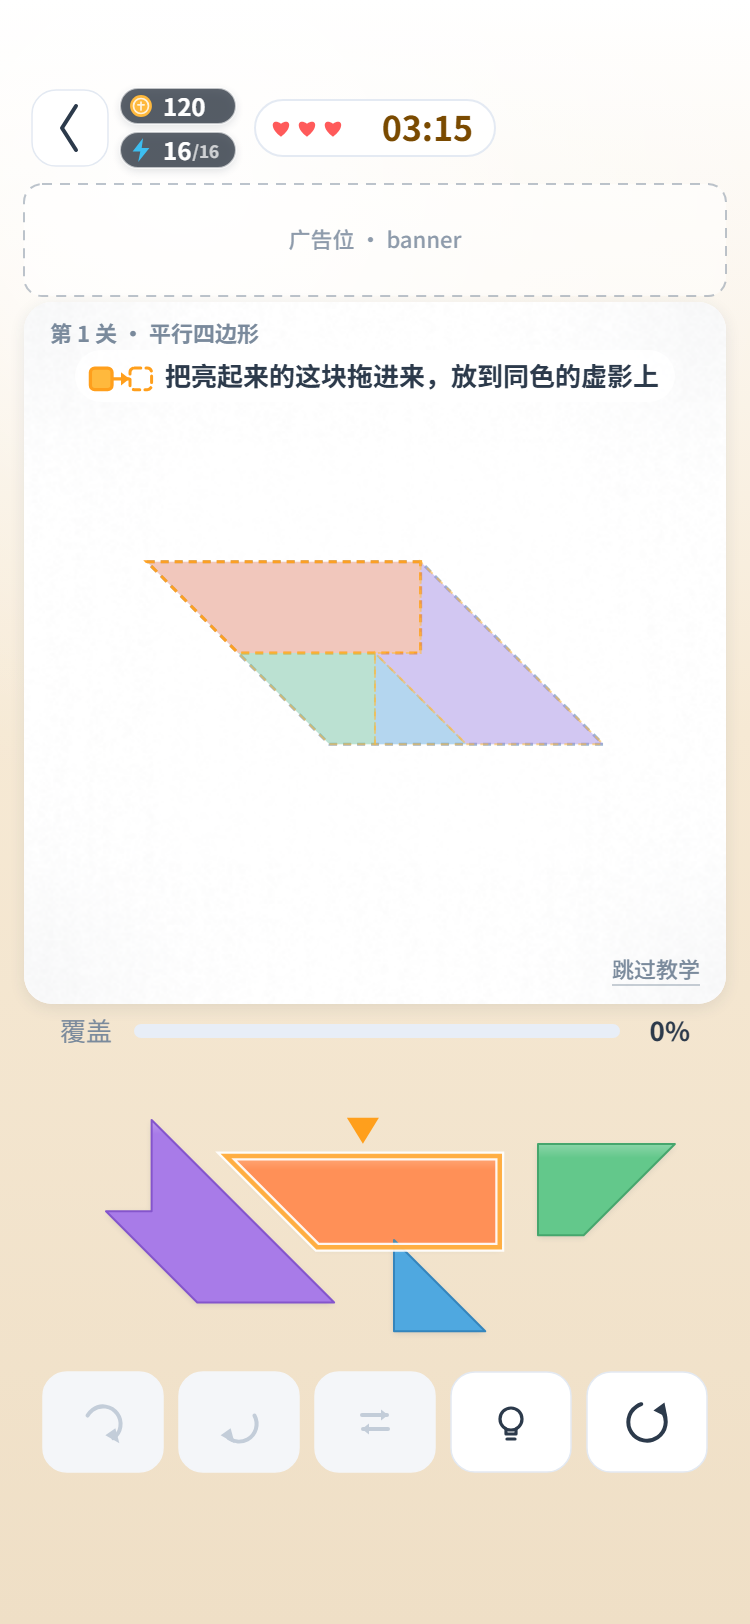 120
16/16
03:15
广告位 · banner
第 1 关 · 平行四边形
把亮起来的这块拖进来，放到同色的虚影上
跳过教学
覆盖 0%